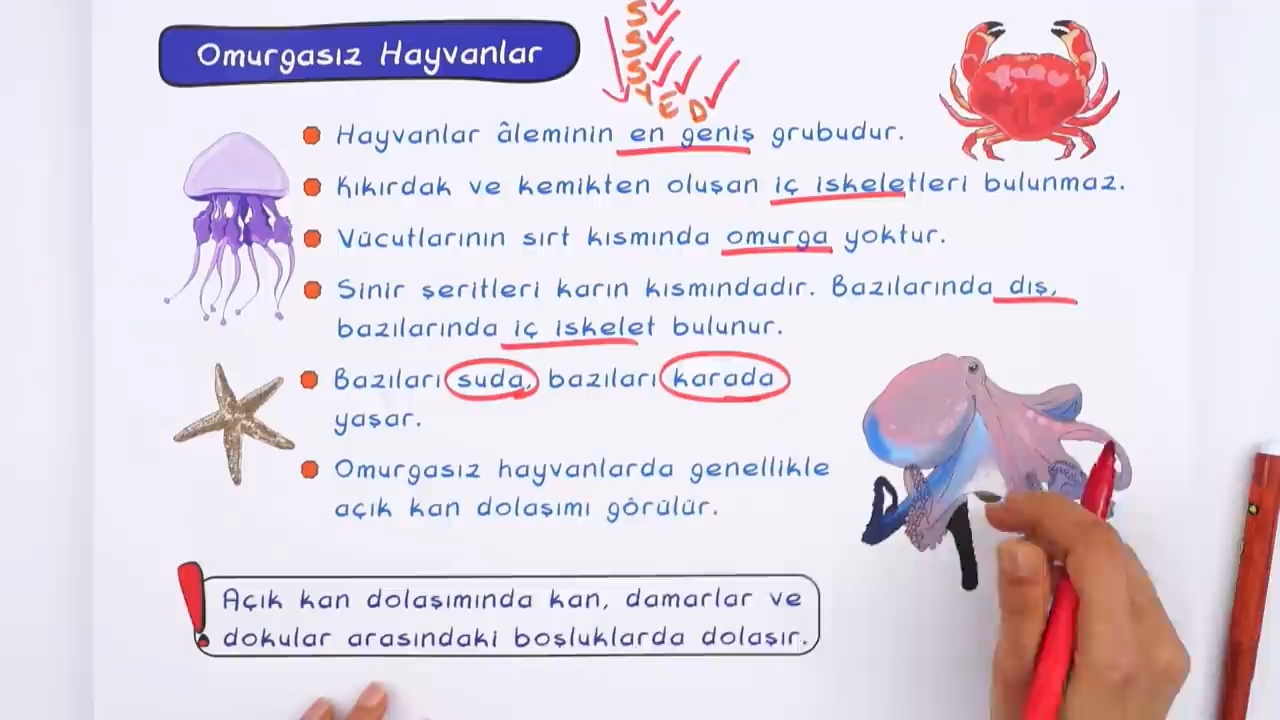 Omurgasız Hayvanlar
S
S
S
Y E D
Hayvanlar âleminin en geniş grubudur.
Kıkırdak ve kemikten oluşan iç iskeletleri bulunmaz.
Vücutlarının sırt kısmında omurga yoktur.
Sinir şeritleri karın kısmındadır. Bazılarında dış,
bazılarında iç iskelet bulunur.
Bazıları suda, bazıları karada
yaşar.
Omurgasız hayvanlarda genellikle
açık kan dolaşımı görülür.
! Açık kan dolaşımında kan, damarlar ve
dokular arasındaki boşluklarda dolaşır.